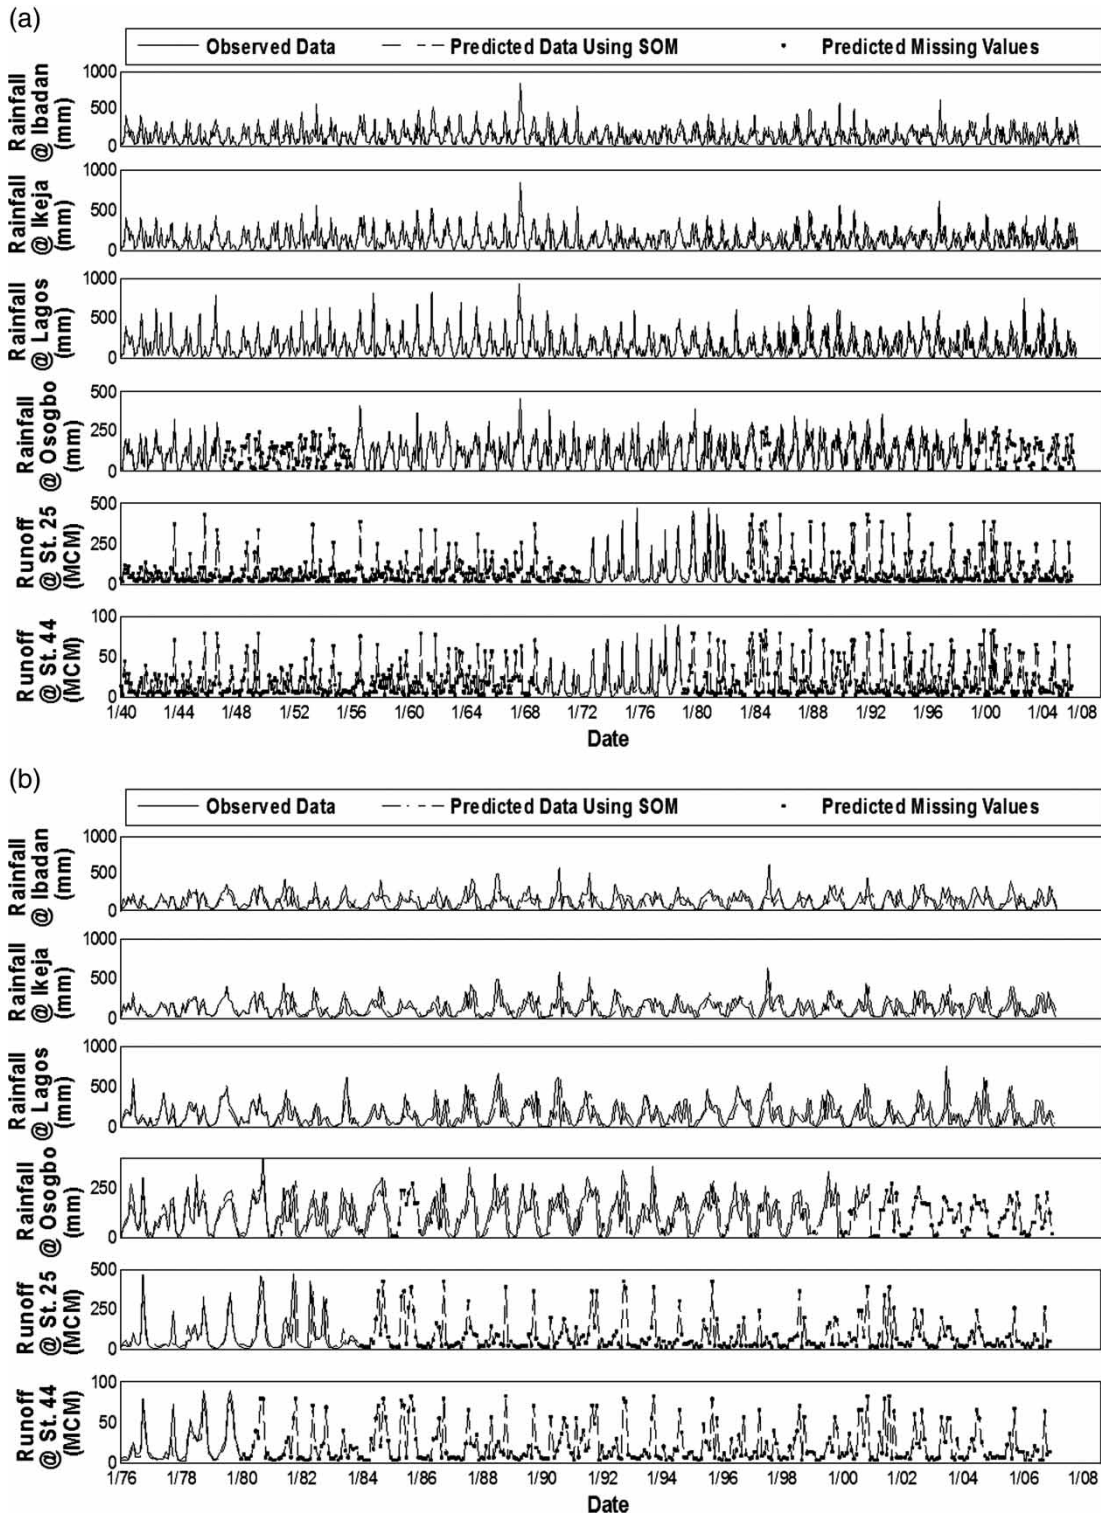 (a)
Observed Data Predicted Data Using SOM Predicted Missing Values
Rainfall
@ Ibadan
(mm)
1000
500
0
Rainfall
@ Ikeja
(mm)
1000
500
0
Rainfall
@ Lagos
(mm)
1000
500
0
Rainfall
@ Osogbo
(mm)
500
250
0
Runoff
@ St. 25
(MCM)
500
250
0
Runoff
@ St. 44
(MCM)
100
50
0
1/40 1/44 1/48 1/52 1/56 1/60 1/64 1/68 1/72 1/76 1/80 1/84 1/88 1/92 1/96 1/00 1/04 1/08
Date
(b)
Observed Data Predicted Data Using SOM Predicted Missing Values
Rainfall
@ Ibadan
(mm)
1000
500
0
Rainfall
@ Ikeja
(mm)
1000
500
0
Rainfall
@ Lagos
(mm)
1000
500
0
Rainfall
@ Osogbo
(mm)
250
0
Runoff
@ St. 25
(MCM)
500
250
0
Runoff
@ St. 44
(MCM)
100
50
0
1/76 1/78 1/80 1/82 1/84 1/86 1/88 1/90 1/92 1/94 1/96 1/98 1/00 1/02 1/04 1/06 1/08
Date